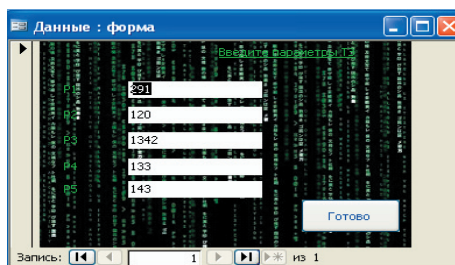 Данные : форма
Введите параметры ТЗ
P1 291
P2 120
P3 1342
P4 133
P5 143
Готово
Запись: 1 из 1